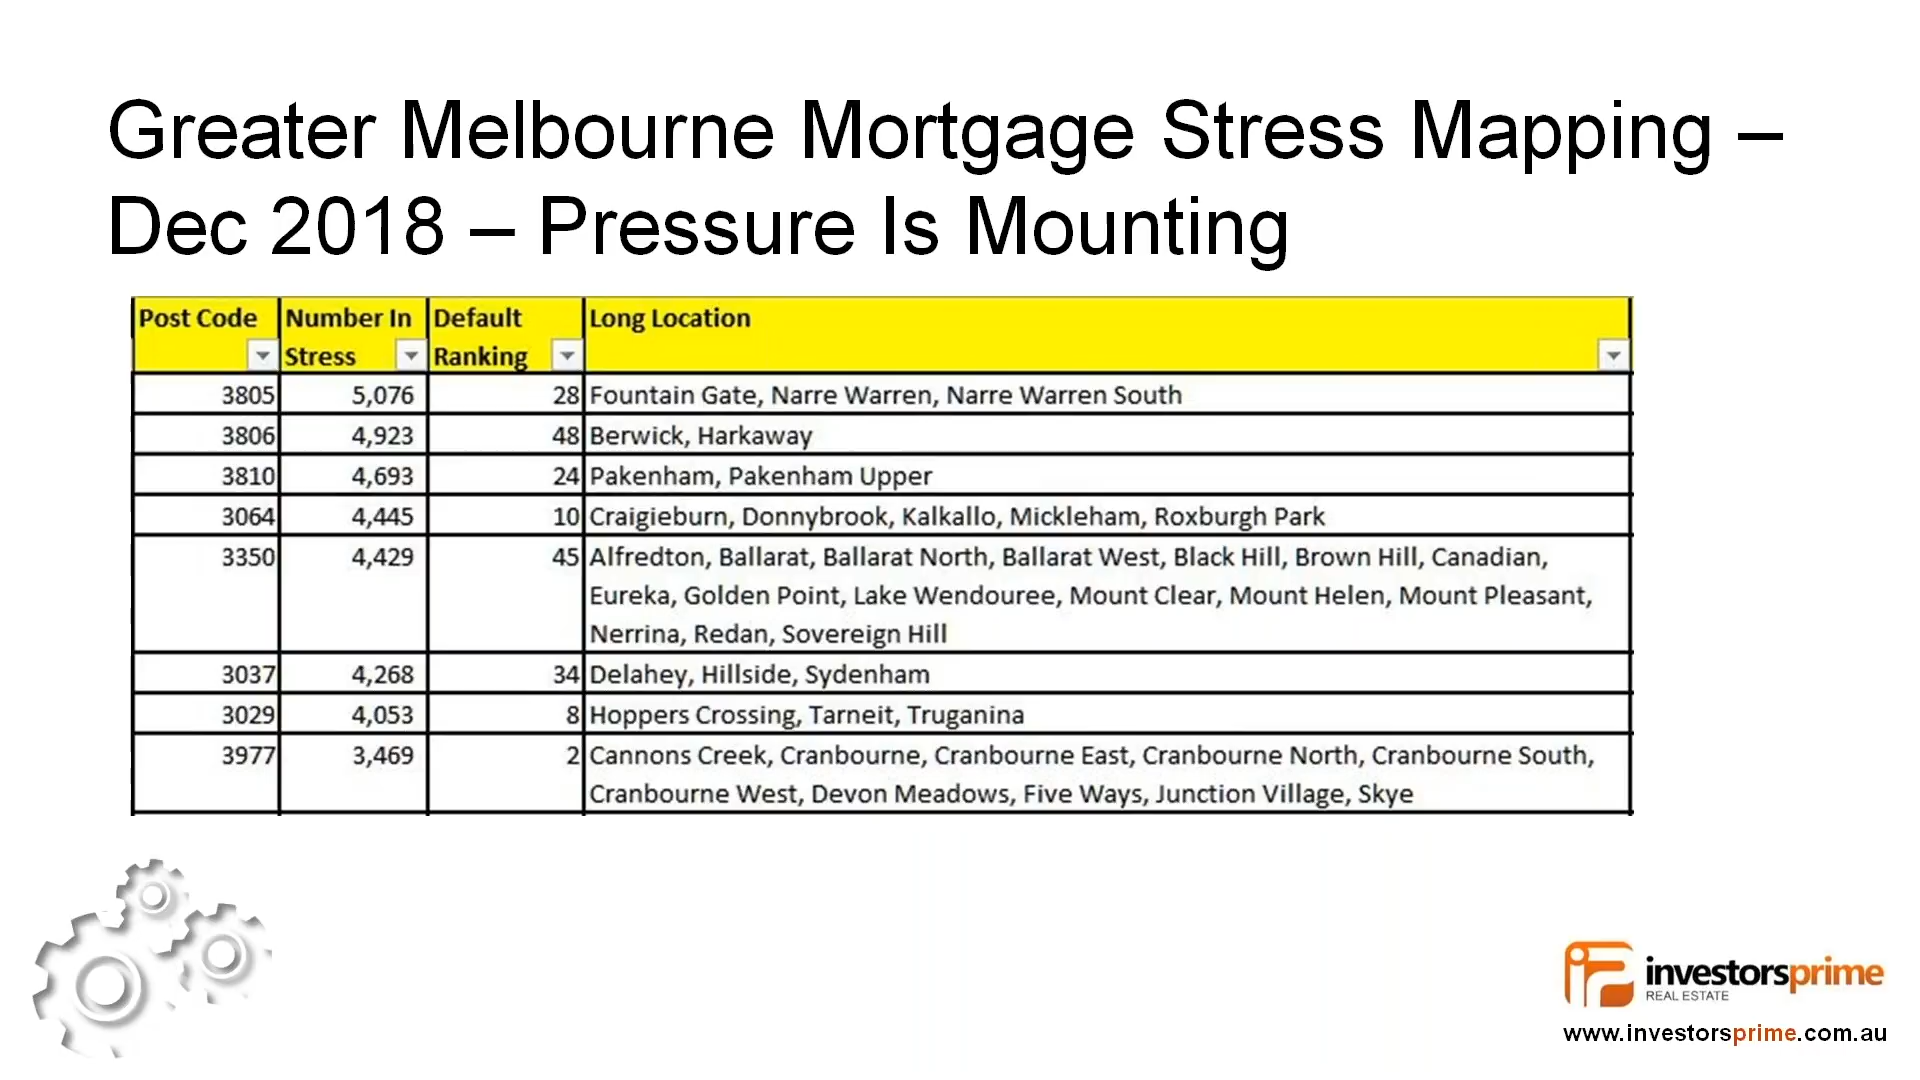 Greater Melbourne Mortgage Stress Mapping –
Dec 2018 – Pressure Is Mounting
Post Code Number In Stress Default Ranking Long Location
3805 5,076 28 Fountain Gate, Narre Warren, Narre Warren South
3806 4,923 48 Berwick, Harkaway
3810 4,693 24 Pakenham, Pakenham Upper
3064 4,445 10 Craigieburn, Donnybrook, Kalkallo, Mickleham, Roxburgh Park
3350 4,429 45 Alfredton, Ballarat, Ballarat North, Ballarat West, Black Hill, Brown Hill, Canadian,
Eureka, Golden Point, Lake Wendouree, Mount Clear, Mount Helen, Mount Pleasant,
Nerrina, Redan, Sovereign Hill
3037 4,268 34 Delahey, Hillside, Sydenham
3029 4,053 8 Hoppers Crossing, Tarneit, Truganina
3977 3,469 2 Cannons Creek, Cranbourne, Cranbourne East, Cranbourne North, Cranbourne South,
Cranbourne West, Devon Meadows, Five Ways, Junction Village, Skye
investorsprime
REAL ESTATE
www.investorsprime.com.au